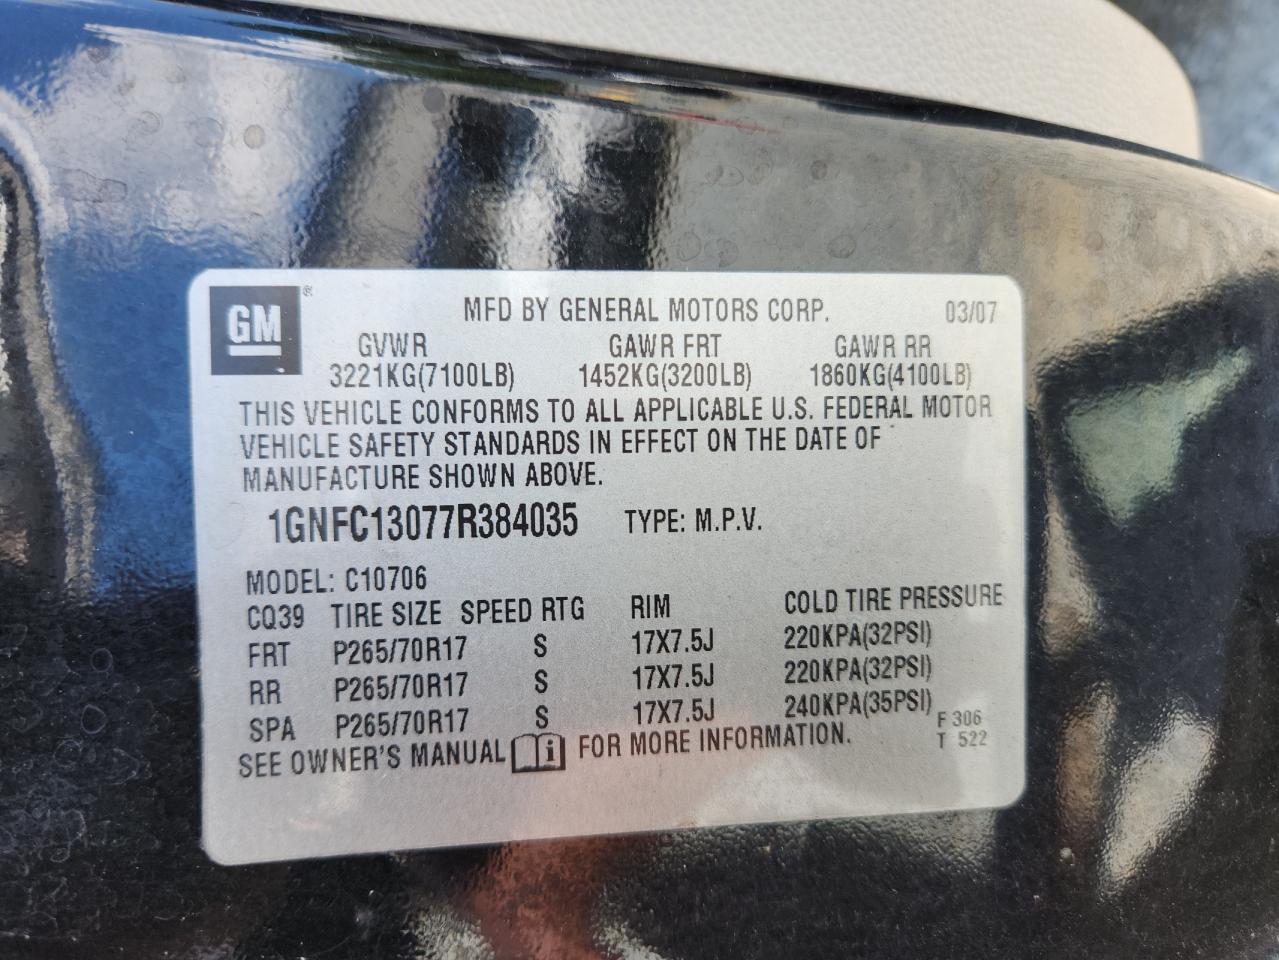 GM® MFD BY GENERAL MOTORS CORP. 03/07
GVWR GAWR FRT GAWR RR
3221KG(7100LB) 1452KG(3200LB) 1860KG(4100LB)
THIS VEHICLE CONFORMS TO ALL APPLICABLE U.S. FEDERAL MOTOR
VEHICLE SAFETY STANDARDS IN EFFECT ON THE DATE OF
MANUFACTURE SHOWN ABOVE.
1GNFC13077R384035 TYPE: M.P.V.
MODEL: C10706
CQ39 TIRE SIZE SPEED RTG RIM COLD TIRE PRESSURE
FRT P265/70R17 S 17X7.5J 220KPA(32PSI)
RR P265/70R17 S 17X7.5J 220KPA(32PSI)
SPA P265/70R17 S 17X7.5J 240KPA(35PSI) F 306
SEE OWNER'S MANUAL i FOR MORE INFORMATION. T 522